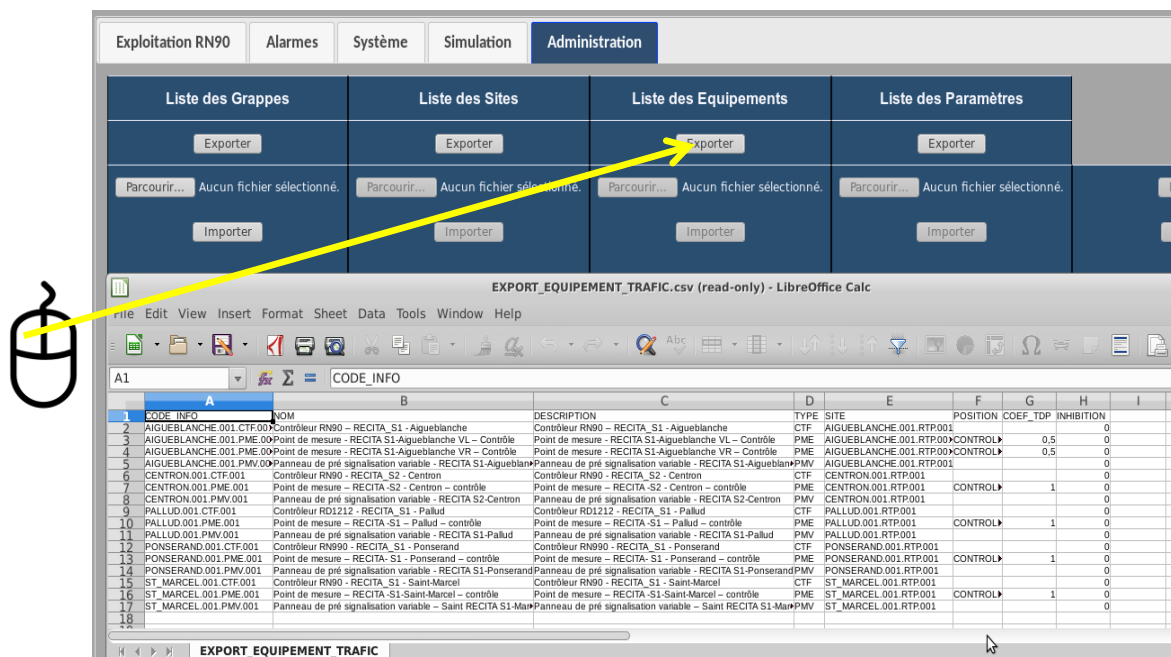 Exploitation RN90 Alarmes Système Simulation Administration
Liste des Grappes Liste des Sites Liste des Equipements Liste des Paramètres
Exporter Exporter Exporter Exporter
Parcourir... Aucun fichier sélectionné. Parcourir... Aucun fichier sélectionné. Parcourir... Aucun fichier sélectionné. Parcourir... Aucun fichier sélectionné.
Importer Importer Importer Importer
EXPORT_EQUIPEMENT_TRAFIC.csv (read-only) - LibreOffice Calc
File Edit View Insert Format Sheet Data Tools Window Help
A1 CODE_INFO
A B C D E F G H I
1 CODE_INFO NOM DESCRIPTION TYPE SITE POSITION COEF_TDP INHIBITION
2 AIGUEBLANCHE.001.CTF.00 Contrôleur RN90 – RECITA_S1 - Aigueblanche Contrôleur RN90 – RECITA_S1 - Aigueblanche CTF AIGUEBLANCHE.001.RTP.001 0
3 AIGUEBLANCHE.001.PME.00 Point de mesure - RECITA S1-Aigueblanche VL – Contrôle Point de mesure - RECITA S1-Aigueblanche VL – Contrôle PME AIGUEBLANCHE.001.RTP.00 CONTROL 0,5 0
4 AIGUEBLANCHE.001.PME.00 Point de mesure - RECITA S1-Aigueblanche VR – Contrôle Point de mesure - RECITA S1-Aigueblanche VR – Contrôle PME AIGUEBLANCHE.001.RTP.00 CONTROL 0,5 0
5 AIGUEBLANCHE.001.PMV.00 Panneau de pré signalisation variable - RECITA S1-Aigueblan Panneau de pré signalisation variable - RECITA S1-Aigueblan PMV AIGUEBLANCHE.001.RTP.001 0
6 CENTRON.001.CTF.001 Contrôleur RN90 - RECITA_S2 - Centron Contrôleur RN90 - RECITA_S2 - Centron CTF CENTRON.001.RTP.001 0
7 CENTRON.001.PME.001 Point de mesure – RECITA -S2 - Centron – contrôle Point de mesure – RECITA -S2 - Centron – contrôle PME CENTRON.001.RTP.001 CONTROL 1 0
8 CENTRON.001.PMV.001 Panneau de pré signalisation variable - RECITA S2-Centron Panneau de pré signalisation variable - RECITA S2-Centron PMV CENTRON.001.RTP.001 0
9 PALLUD.001.CTF.001 Contrôleur RD1212 - RECITA_S1 - Pallud Contrôleur RD1212 - RECITA_S1 - Pallud CTF PALLUD.001.RTP.001 0
10 PALLUD.001.PME.001 Point de mesure – RECITA -S1 – Pallud – contrôle Point de mesure – RECITA -S1 – Pallud – contrôle PME PALLUD.001.RTP.001 CONTROL 1 0
11 PALLUD.001.PMV.001 Panneau de pré signalisation variable - RECITA S1-Pallud Panneau de pré signalisation variable - RECITA S1-Pallud PMV PALLUD.001.RTP.001 0
12 PONSERAND.001.CTF.001 Contrôleur RN990 - RECITA_S1 - Ponserand Contrôleur RN990 - RECITA_S1 - Ponserand CTF PONSERAND.001.RTP.001 0
13 PONSERAND.001.PME.001 Point de mesure – RECITA- S1 - Ponserand – contrôle Point de mesure – RECITA- S1 - Ponserand – contrôle PME PONSERAND.001.RTP.001 CONTROL 1 0
14 PONSERAND.001.PMV.001 Panneau de pré signalisation variable - RECITA S1-Ponserand Panneau de pré signalisation variable - RECITA S1-Ponserand PMV PONSERAND.001.RTP.001 0
15 ST_MARCEL.001.CTF.001 Contrôleur RN90 - RECITA_S1 - Saint-Marcel Contrôleur RN90 - RECITA_S1 - Saint-Marcel CTF ST_MARCEL.001.RTP.001 0
16 ST_MARCEL.001.PME.001 Point de mesure – RECITA -S1-Saint-Marcel – contrôle Point de mesure – RECITA -S1-Saint-Marcel – contrôle PME ST_MARCEL.001.RTP.001 CONTROL 1 0
17 ST_MARCEL.001.PMV.001 Panneau de pré signalisation variable – Saint RECITA S1-Mar Panneau de pré signalisation variable – Saint RECITA S1-Mar PMV ST_MARCEL.001.RTP.001 0
18
EXPORT_EQUIPEMENT_TRAFIC